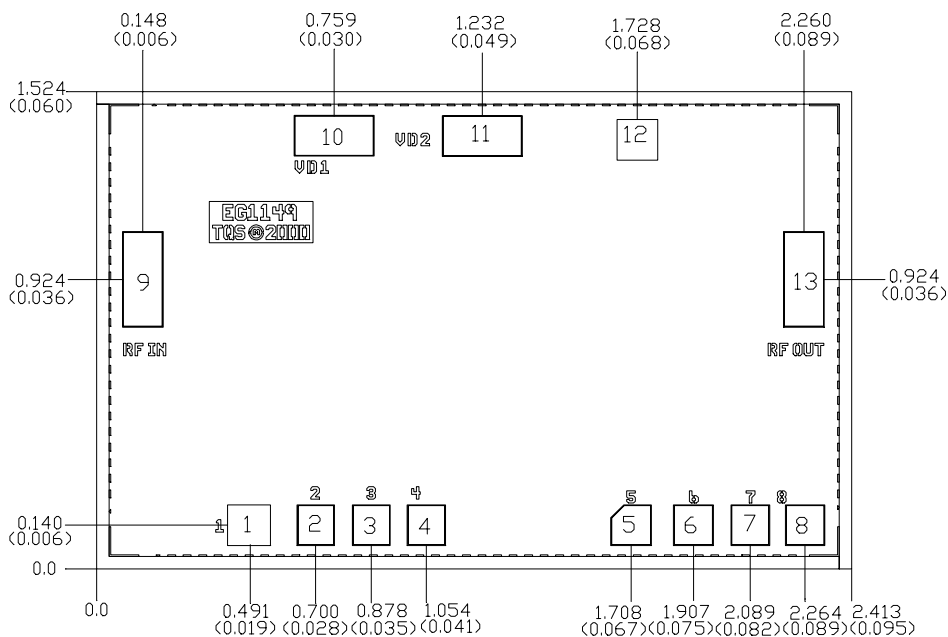 0.148 0.759 1.232 1.728 2.260
(0.006) (0.030) (0.049) (0.068) (0.089)
1.524
(0.060)
10 VD2 11 12
VD1
EG1149
TQS
0.924 9 13 0.924
(0.036) (0.036)
RF IN RF OUT
2 3 4 5 6 7 8
0.140 1 1 2 3 4 5 6 7 8
(0.006)
0.0
0.0 0.491 0.700 0.878 1.054 1.708 1.907 2.089 2.264 2.413
(0.019) (0.028) (0.035) (0.041) (0.067) (0.075) (0.082) (0.089) (0.095)